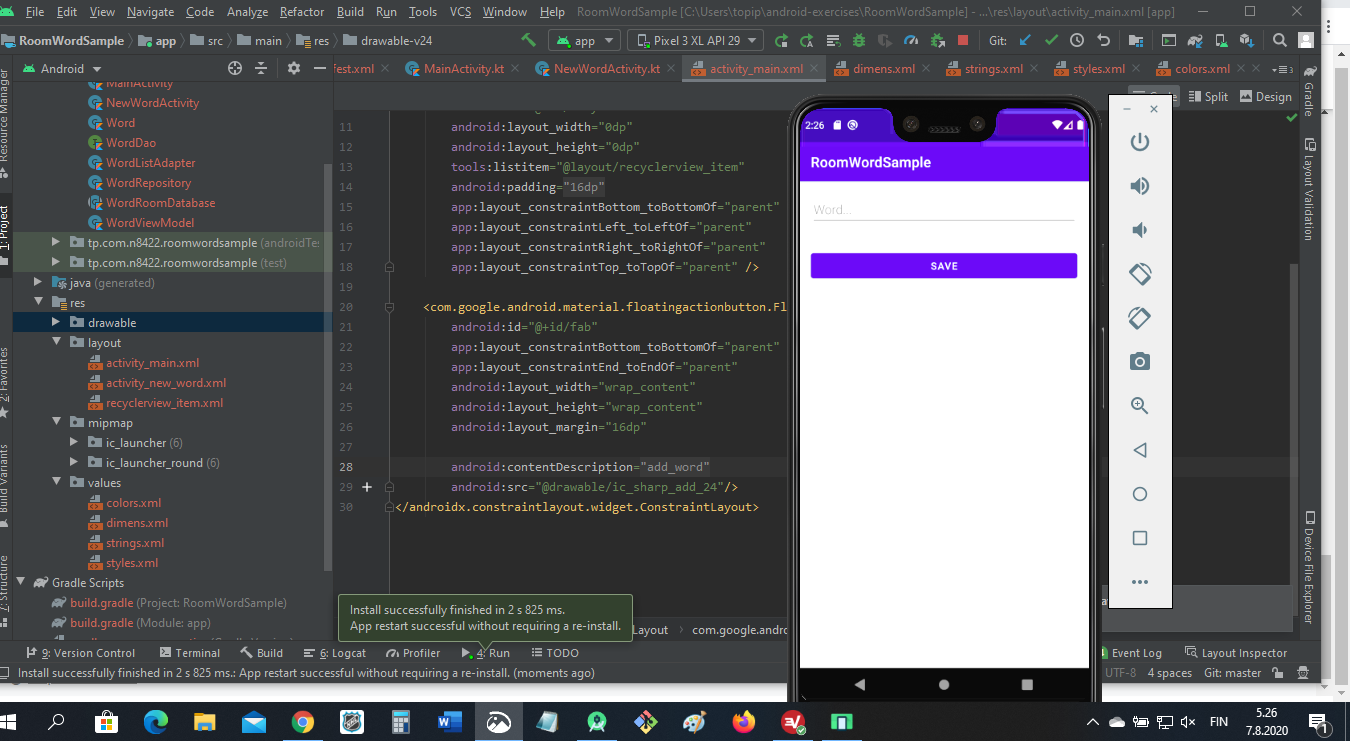 File Edit View Navigate Code Analyze Refactor Build Run Tools VCS Window Help RoomWordSample [C:\Users\topip\android-exercises\RoomWordSample] - ...\res\layout\activity_main.xml [app]
RoomWordSample app src main res drawable-v24 app Pixel 3 XL API 29 Git:
Android MainActivity.kt NewWordActivity.kt activity_main.xml dimens.xml strings.xml styles.xml colors.xml
Split Design
Resource Manager
1: Project
2: Favorites
Build Variants
7: Structure
MainActivity
NewWordActivity
Word
WordDao
WordListAdapter
WordRepository
WordRoomDatabase
WordViewModel
tp.com.n8422.roomwordsample (androidTe
tp.com.n8422.roomwordsample (test)
java (generated)
res
drawable
layout
activity_main.xml
activity_new_word.xml
recyclerview_item.xml
mipmap
ic_launcher (6)
ic_launcher_round (6)
values
colors.xml
dimens.xml
strings.xml
styles.xml
Gradle Scripts
build.gradle (Project: RoomWordSample)
build.gradle (Module: app)
11 android:layout_width="0dp"
12 android:layout_height="0dp"
13 tools:listitem="@layout/recyclerview_item"
14 android:padding="16dp"
15 app:layout_constraintBottom_toBottomOf="parent"
16 app:layout_constraintLeft_toLeftOf="parent"
17 app:layout_constraintRight_toRightOf="parent"
18 app:layout_constraintTop_toTopOf="parent" />
19
20 <com.google.android.material.floatingactionbutton.Fl
21 android:id="@+id/fab"
22 app:layout_constraintBottom_toBottomOf="parent"
23 app:layout_constraintEnd_toEndOf="parent"
24 android:layout_width="wrap_content"
25 android:layout_height="wrap_content"
26 android:layout_margin="16dp"
27
28 android:contentDescription="add_word"
29 android:src="@drawable/ic_sharp_add_24"/>
30 </androidx.constraintlayout.widget.ConstraintLayout>
2:26
RoomWordSample
Word...
SAVE
Gradle
Layout Validation
Device File Explorer
Install successfully finished in 2 s 825 ms.
App restart successful without requiring a re-install.
Layout com.google.andro
9: Version Control Terminal Build 6: Logcat Profiler 4: Run TODO Event Log Layout Inspector
Install successfully finished in 2 s 825 ms.: App restart successful without requiring a re-install. (moments ago) UTF-8 4 spaces Git: master
FIN
5.26
7.8.2020
1